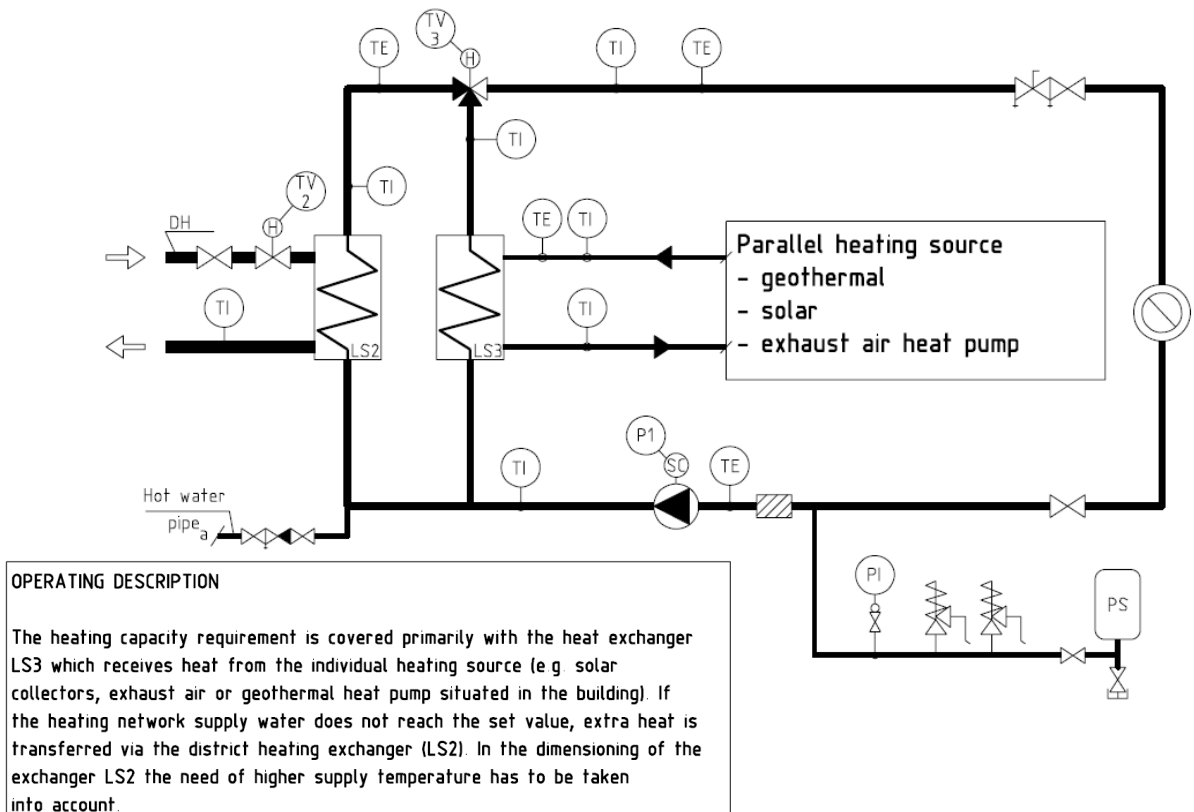 TV
3
TE
H
TI
TE
TI
TV
2
TI
H
DH
TE
TI
TI
TI
LS2
LS3
Parallel heating source
- geothermal
- solar
- exhaust air heat pump
P1
SC
TI
TE
Hot water
pipe
a
PI
PS
OPERATING DESCRIPTION
The heating capacity requirement is covered primarily with the heat exchanger
LS3 which receives heat from the individual heating source (e.g. solar
collectors, exhaust air or geothermal heat pump situated in the building). If
the heating network supply water does not reach the set value, extra heat is
transferred via the district heating exchanger (LS2). In the dimensioning of the
exchanger LS2 the need of higher supply temperature has to be taken
into account.